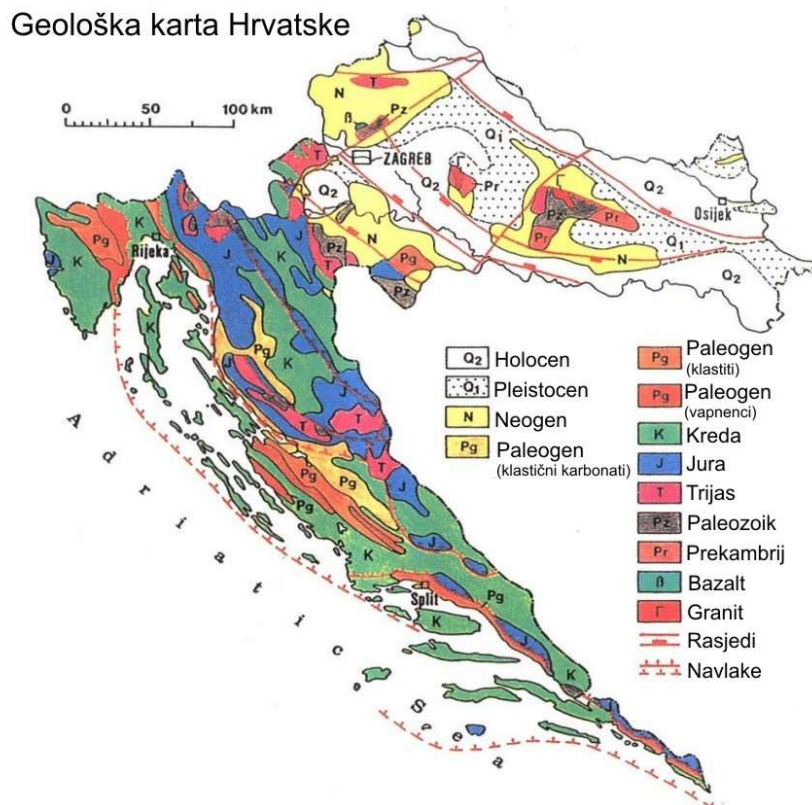 Geološka karta Hrvatske
0 50 100 km
N
T
Pz
ß
Q1
T
ZAGREB
Q2
Q2
Γ
Pr
Γ
Q2
Osijek
Pz
Pr
Pr
Q1
N
Q2
K
Pg
K
J
Rijeka
J
K
J
Pz
T
N
Pg
Pz
K
J
Pg
K
J
J
T
T
T
Pg
Pg
Pg
J
K
J
Split
Pg
K
J
K
J
Adriatic Sea
Q2 Holocen
Q1 Pleistocen
N Neogen
Pg Paleogen
(klastični karbonati)
Pg Paleogen
(klastiti)
Pg Paleogen
(vapnenci)
K Kreda
J Jura
T Trijas
Pz Paleozoik
Pr Prekambrij
ß Bazalt
Γ Granit
Rasjedi
Navlake